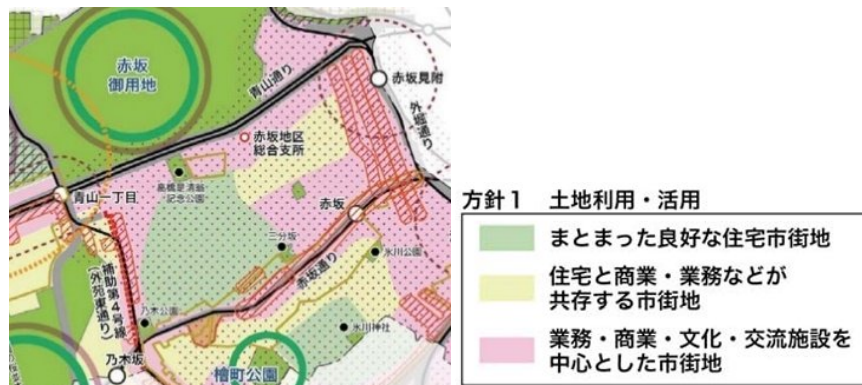 赤坂
御用地
青山通り
赤坂見附
外堀通り
赤坂地区
総合支所
高橋是清翁
記念公園
青山一丁目
赤坂
三分坂
氷川公園
赤坂通り
補助第4号線
(外苑東通り)
乃木公園
氷川神社
乃木坂
檜町公園
方針1 土地利用・活用
まとまった良好な住宅市街地
住宅と商業・業務などが
共存する市街地
業務・商業・文化・交流施設を
中心とした市街地